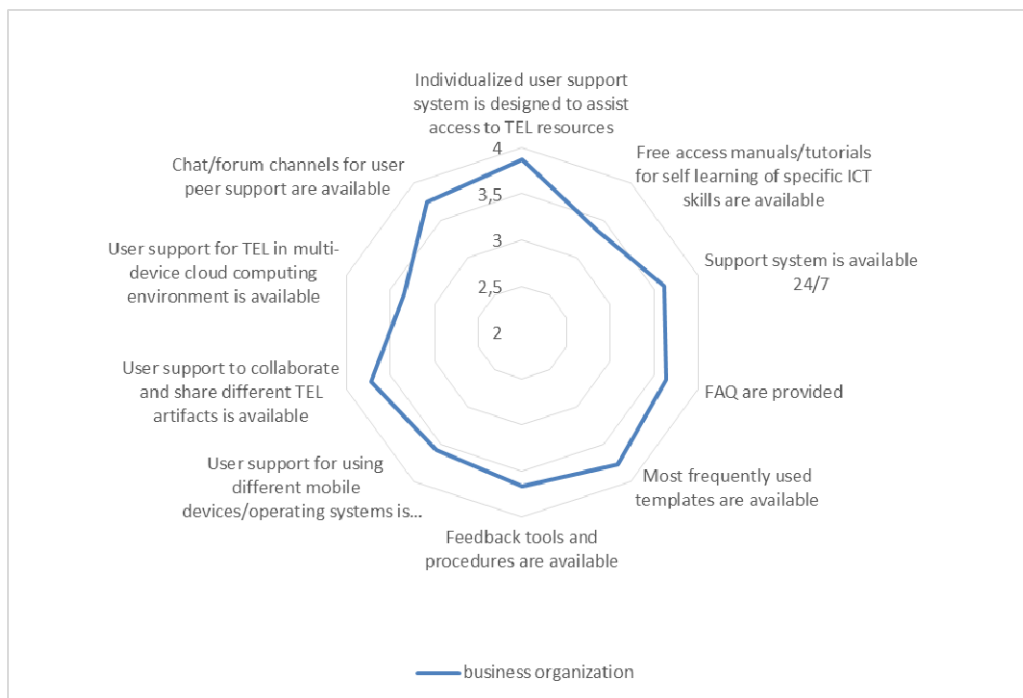 Individualized user support
system is designed to assist
access to TEL resources
4
3,5
3
2,5
2
Free access manuals/tutorials
for self learning of specific ICT
skills are available
Support system is available
24/7
FAQ are provided
Most frequently used
templates are available
Feedback tools and
procedures are available
User support for using
different mobile
devices/operating systems is...
User support to collaborate
and share different TEL
artifacts is available
User support for TEL in multi-
device cloud computing
environment is available
Chat/forum channels for user
peer support are available
business organization